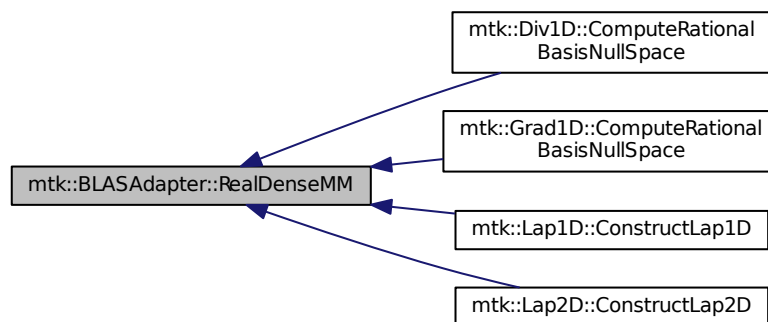 mtk::Div1D::ComputeRational
BasisNullSpace
mtk::Grad1D::ComputeRational
BasisNullSpace
mtk::BLASAdapter::RealDenseMM
mtk::Lap1D::ConstructLap1D
mtk::Lap2D::ConstructLap2D